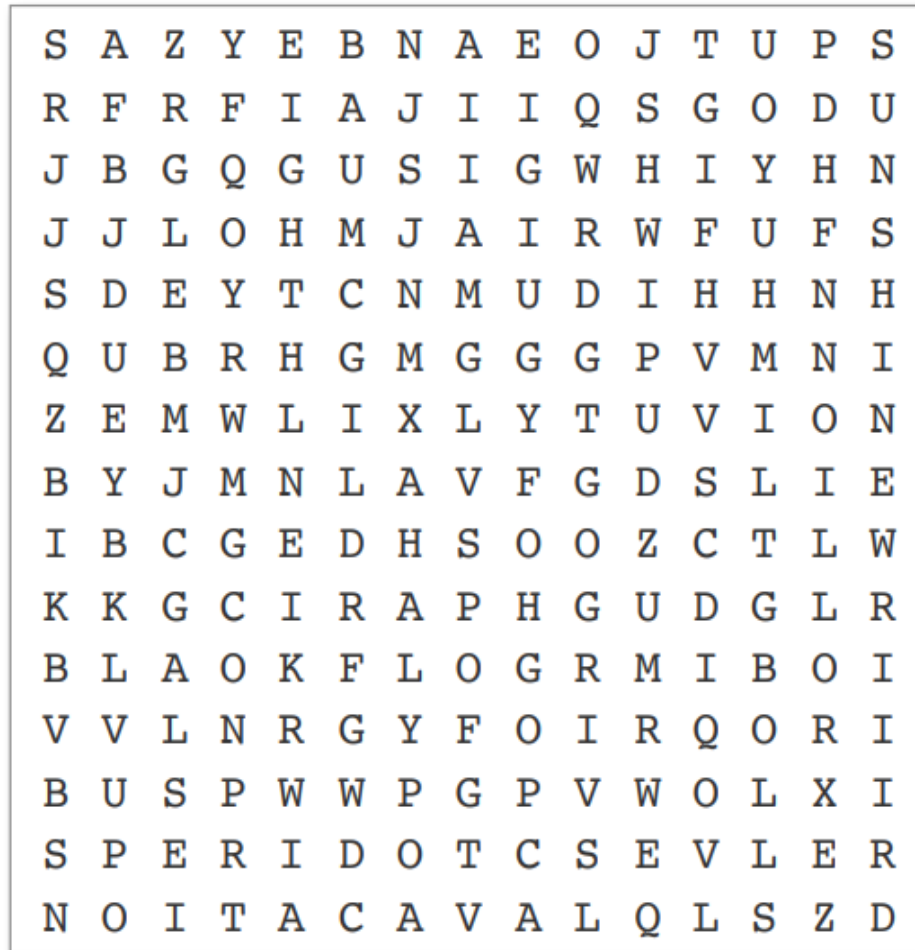 S A Z Y E B N A E O J T U P S
R F R F I A J I I Q S G O D U
J B G Q G U S I G W H I Y H N
J J L O H M J A I R W F U F S
S D E Y T C N M U D I H H N H
Q U B R H G M G G G P V M N I
Z E M W L I X L Y T U V I O N
B Y J M N L A V F G D S L I E
I B C G E D H S O O Z C T L W
K K G C I R A P H G U D G L R
B L A O K F L O G R M I B O I
V V L N R G Y F O I R Q O R I
B U S P W W P G P V W O L X I
S P E R I D O T C S E V L E R
N O I T A C A V A L Q L S Z D